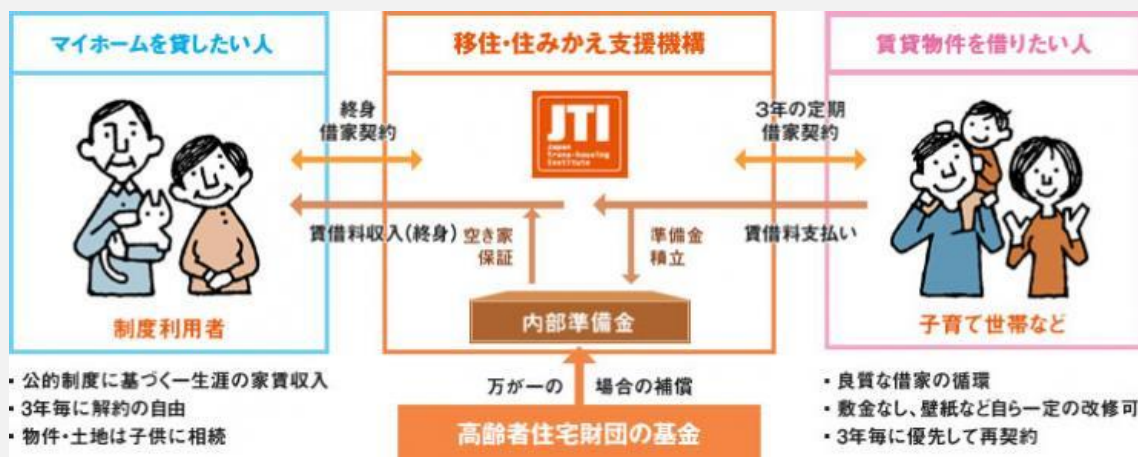 マイホームを貸したい人
移住・住みかえ支援機構
賃貸物件を借りたい人
終身
借家契約
JTI
Japan
trans-housing
Institute
3年の定期
借家契約
賃借料収入(終身)
空き家
保証
準備金
積立
賃借料支払い
内部準備金
制度利用者
子育て世帯など
▪ 公的制度に基づく一生涯の家賃収入
▪ 3年毎に解約の自由
▪ 物件・土地は子供に相続
万が一の 場合の補償
高齢者住宅財団の基金
▪ 良質な借家の循環
▪ 敷金なし、壁紙など自ら一定の改修可
▪ 3年毎に優先して再契約